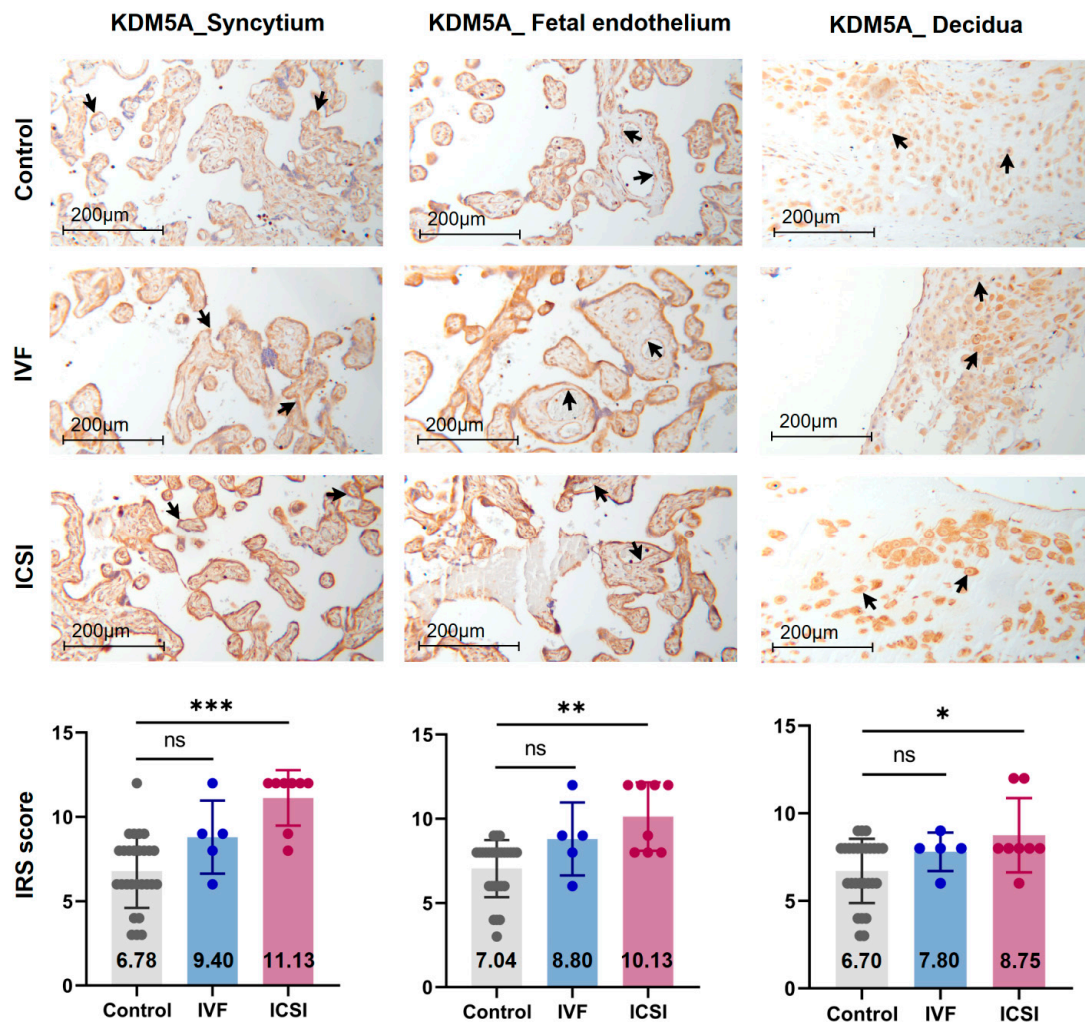 KDM5A_Syncytium
KDM5A_ Fetal endothelium
KDM5A_ Decidua
Control
200µm
200µm
200µm
IVF
200µm
200µm
200µm
ICSI
200µm
200µm
200µm
IRS score
15
10
5
0
***
ns
6.78
9.40
11.13
Control
IVF
ICSI
15
10
5
0
**
ns
7.04
8.80
10.13
Control
IVF
ICSI
15
10
5
0
*
ns
6.70
7.80
8.75
Control
IVF
ICSI